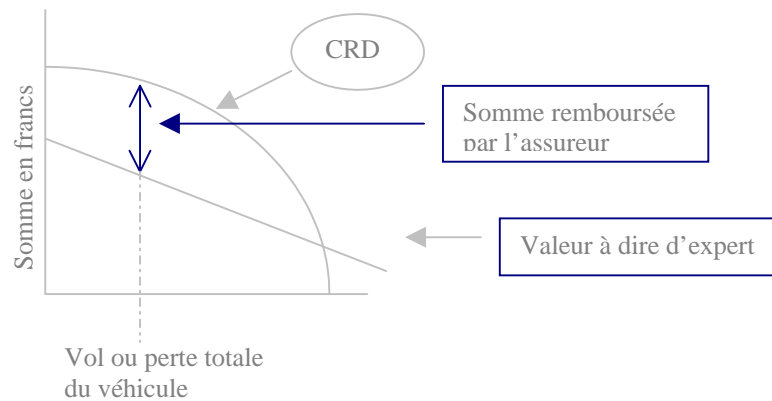 CRD
Somme remboursée
par l’assureur
Somme en francs
Valeur à dire d’expert
Vol ou perte totale
du véhicule